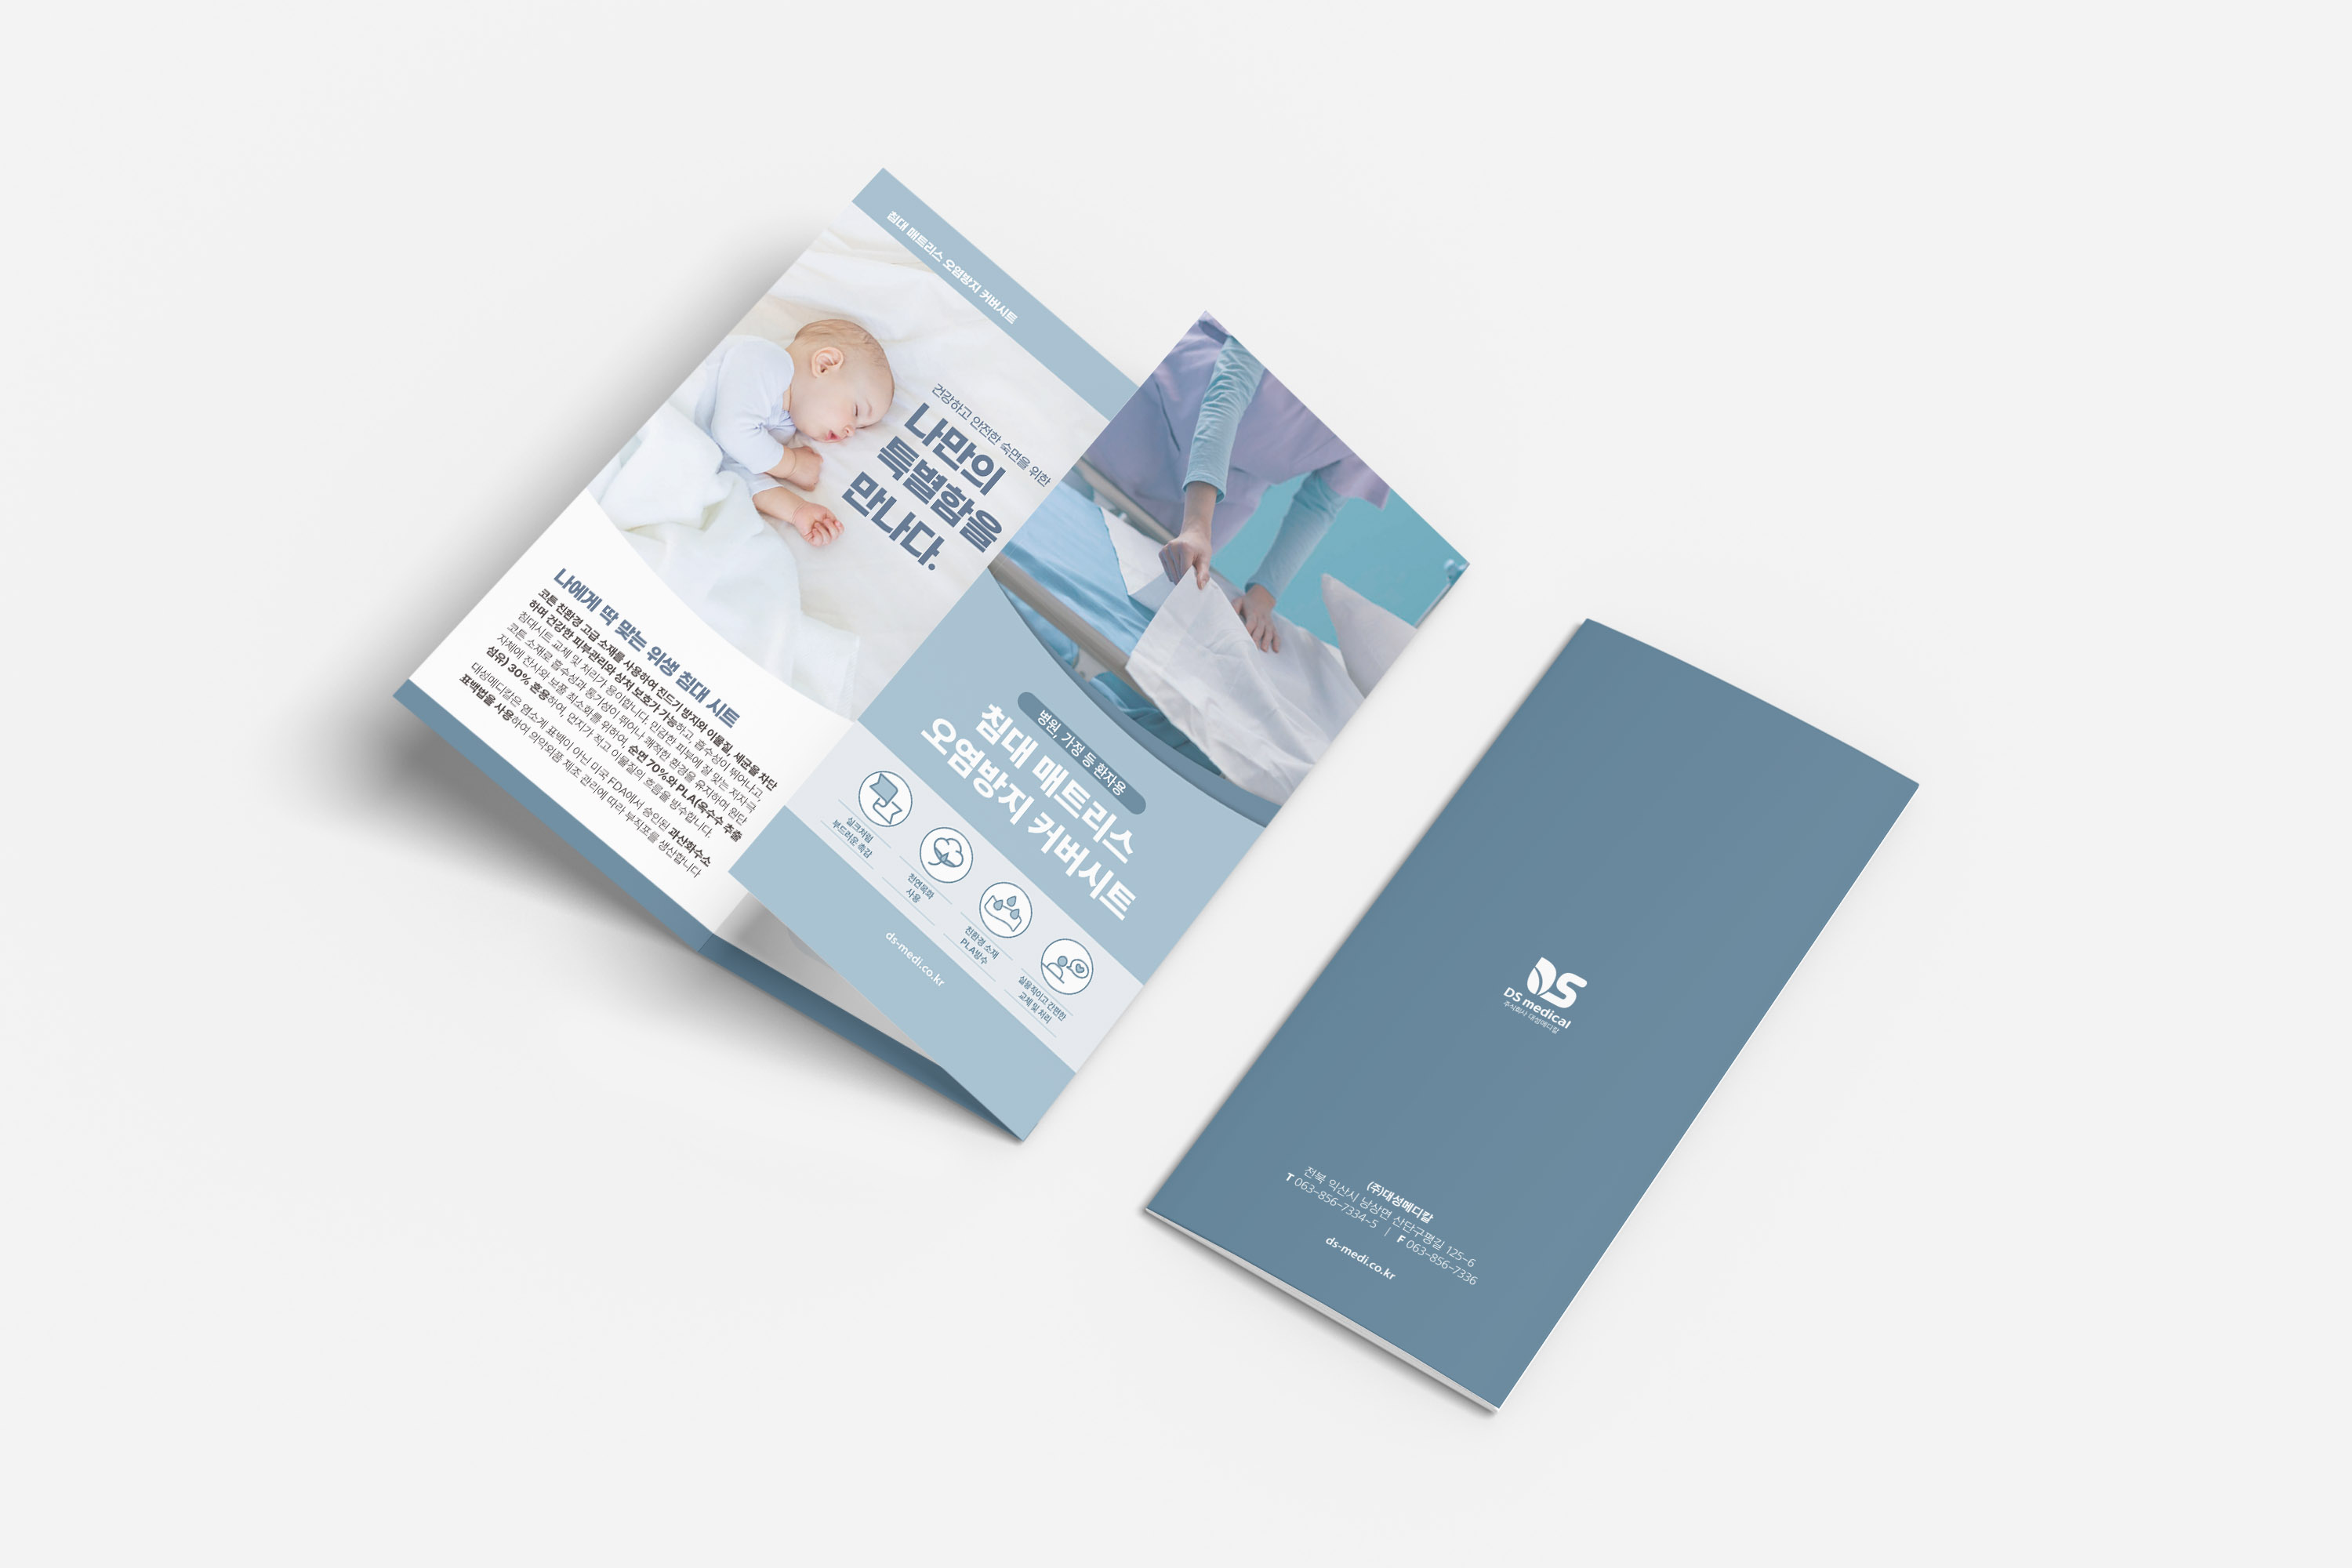 침대 매트리스 오염방지 커버시트
건강하고 안전한 숙면을 위한
나만의
특별함을
만나다.
나에게 딱 맞는 위생 침대 시트
코튼 친환경 고급 소재를 사용하여 진드기 방지와 이물질, 세균을 차단
하며 건강한 피부관리와 상처 보호가 가능하고, 흡수성이 뛰어나고,
침대시트 교체 및 처리가 용이합니다. 민감한 피부에 잘 맞는 저자극
코튼 소재로 흡수성과 통기성이 뛰어나 쾌적한 환경을 유지하며 원단
자체에 잔사와 보풀 최소화를 위하여, 순면 70%와 PLA(옥수수 추출
섬유) 30% 혼용하여, 먼지가 적고 이물질의 흐름을 방수합니다.
대성메디칼은 염소계 표백이 아닌 미국 FDA에서 승인된 과산화수소
표백법을 사용하여 의약외품 제조 관리에 따라 부직포를 생산합니다
병원, 가정 등 환자용
침대 매트리스
오염방지 커버시트
실크처럼
부드러운 촉감
천연목화
사용
친환경 소재
PLA방수
실용적이고 간편한
교체 및 처리
ds-medi.co.kr
DS
DS medical
주식회사 대성메디칼
(주)대성메디칼
전북 익산시 낭산면 산단구평길 125-6
T 063-856-7334-5 | F 063-856-7336
ds-medi.co.kr